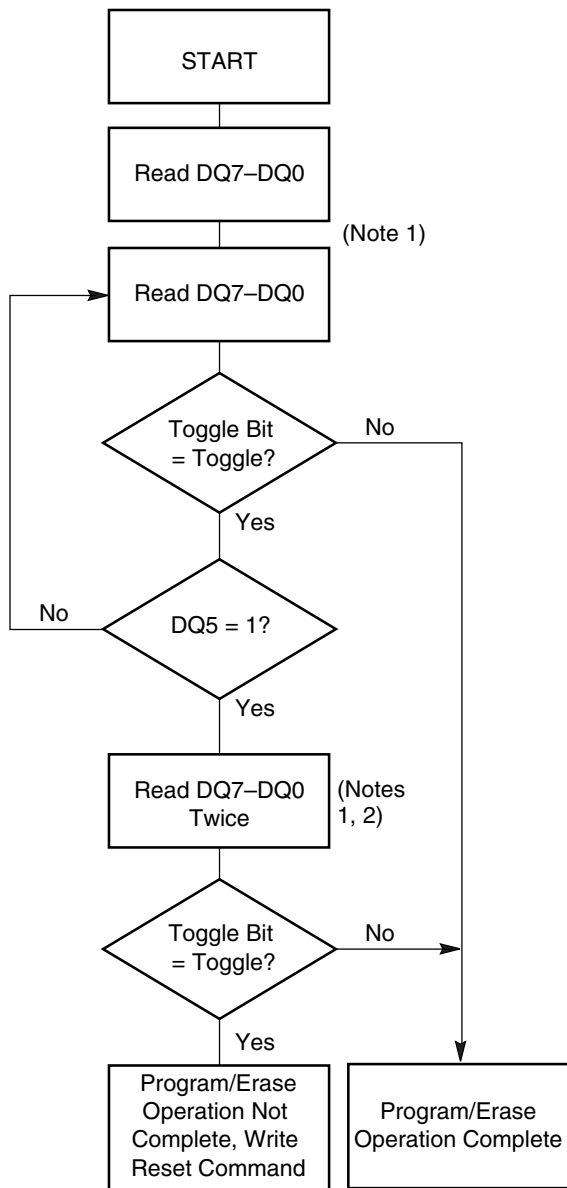 START
Read DQ7–DQ0
(Note 1)
Read DQ7–DQ0
Toggle Bit
= Toggle?
No
Yes
No
DQ5 = 1?
Yes
Read DQ7–DQ0
Twice
(Notes
1, 2)
Toggle Bit
= Toggle?
No
Yes
Program/Erase
Operation Not
Complete, Write
Reset Command
Program/Erase
Operation Complete